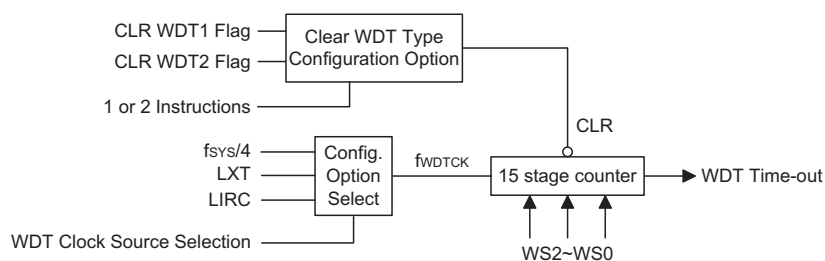 CLR WDT1 Flag
CLR WDT2 Flag
1 or 2 Instructions
Clear WDT Type
Configuration Option
CLR
fSYS/4
LXT
LIRC
WDT Clock Source Selection
Config.
Option
Select
fWDTCK
15 stage counter
WDT Time-out
WS2~WS0